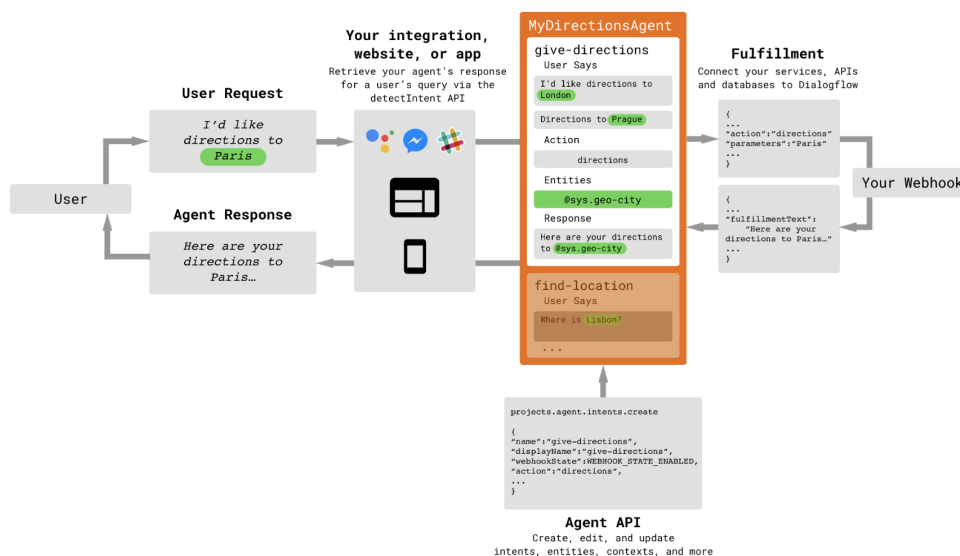 User
User Request
I'd like
directions to
Paris
Agent Response
Here are your
directions to
Paris…
Your integration,
website, or app
Retrieve your agent's response
for a user's query via the
detectIntent API
MyDirectionsAgent
give-directions
User Says
I'd like directions to
London
Directions to Prague
Action
directions
Entities
@sys.geo-city
Response
Here are your directions
to @sys.geo-city
find-location
User Says
Where is Lisbon?
...
Fulfillment
Connect your services, APIs
and databases to Dialogflow
{
...
"action":"directions"
"parameters":"Paris"
...
}
{
...
"fulfillmentText":
"Here are your
directions to Paris…"
...
}
Your Webhook
projects.agent.intents.create
{
"name":"give-directions",
"displayName":"give-directions",
"webhookState":WEBHOOK_STATE_ENABLED,
"action":"directions",
...
}
Agent API
Create, edit, and update
intents, entities, contexts, and more